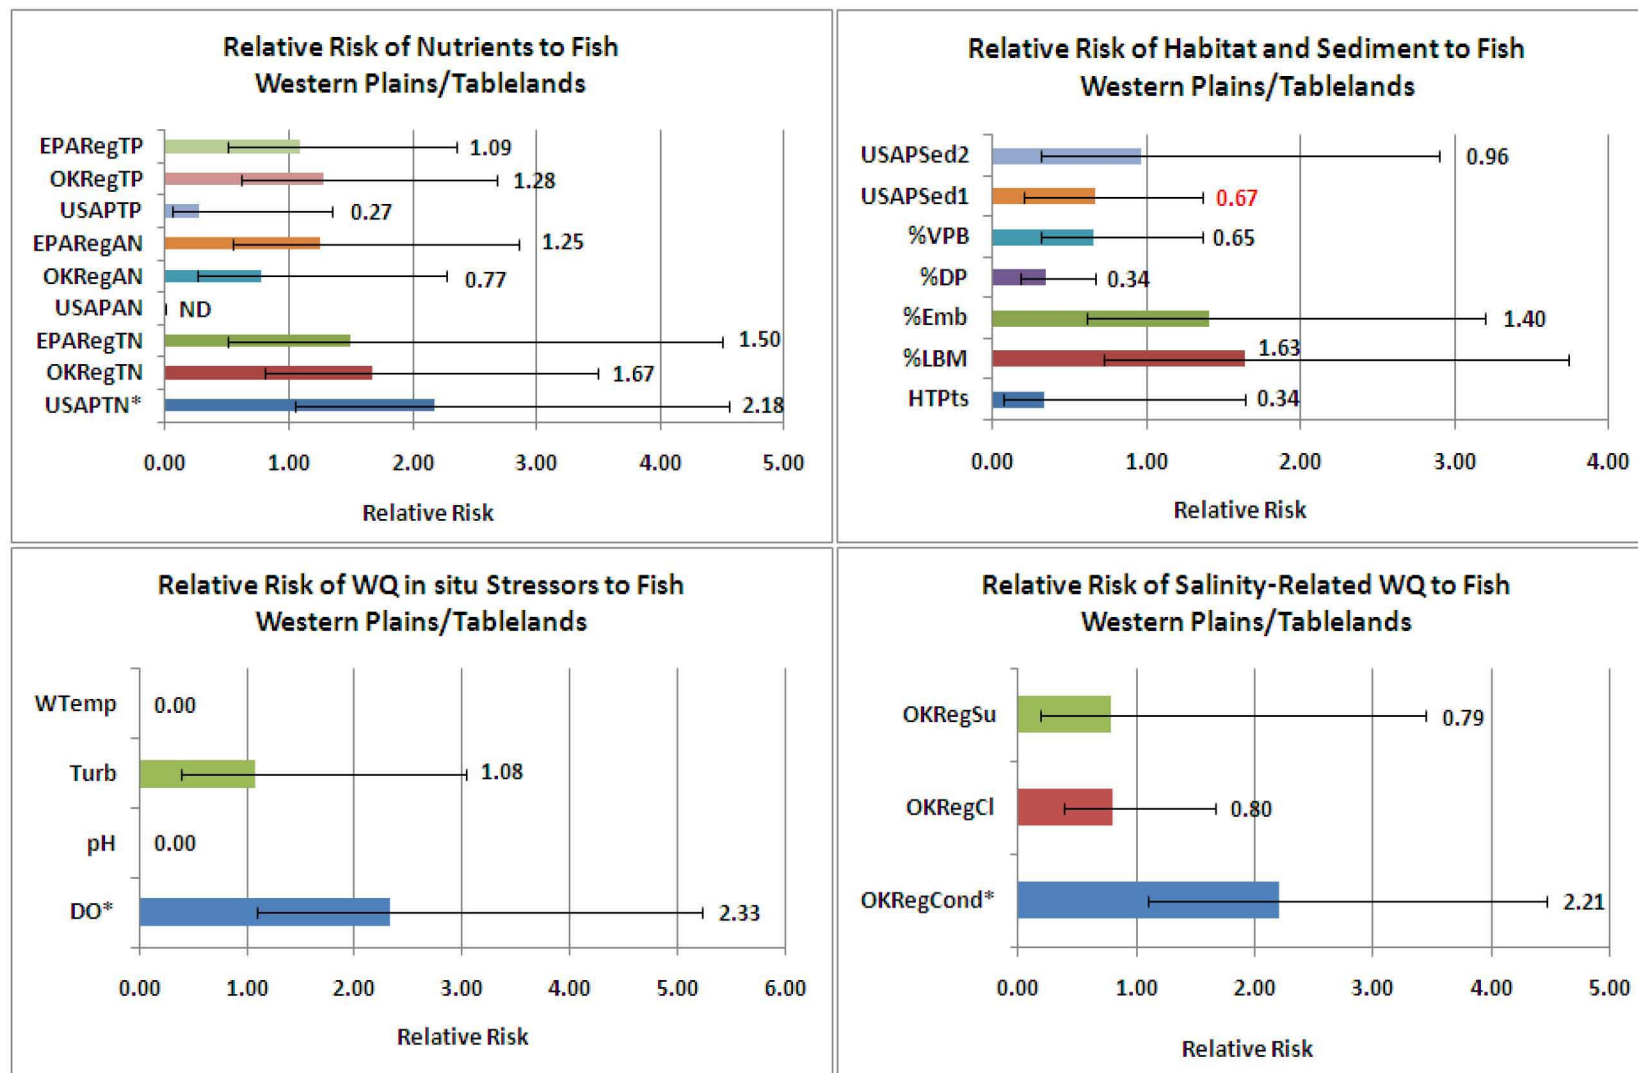 Relative Risk of Nutrients to Fish
Western Plains/Tablelands
EPARegTP 1.09
OKRegTP 1.28
USAPTP 0.27
EPARegAN 1.25
OKRegAN 0.77
USAPAN ND
EPARegTN 1.50
OKRegTN 1.67
USAPTN* 2.18
0.00 1.00 2.00 3.00 4.00 5.00
Relative Risk
Relative Risk of Habitat and Sediment to Fish
Western Plains/Tablelands
USAPSed2 0.96
USAPSed1 0.67
%VPB 0.65
%DP 0.34
%Emb 1.40
%LBM 1.63
HTPts 0.34
0.00 1.00 2.00 3.00 4.00
Relative Risk
Relative Risk of WQ in situ Stressors to Fish
Western Plains/Tablelands
WTemp 0.00
Turb 1.08
pH 0.00
DO* 2.33
0.00 1.00 2.00 3.00 4.00 5.00 6.00
Relative Risk
Relative Risk of Salinity-Related WQ to Fish
Western Plains/Tablelands
OKRegSu 0.79
OKRegCl 0.80
OKRegCond* 2.21
0.00 1.00 2.00 3.00 4.00 5.00
Relative Risk